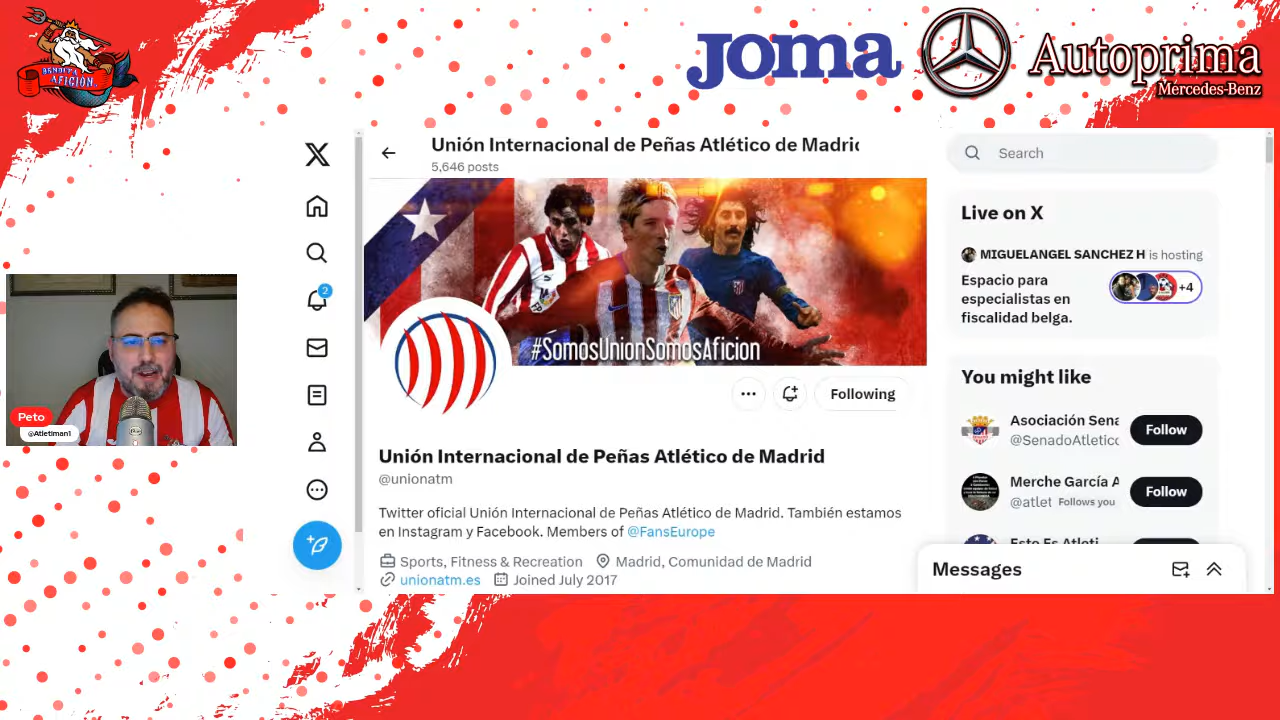 BENDITA
AFICIÓN
Joma
Autoprima
Mercedes-Benz
Unión Internacional de Peñas Atlético de Madri
5,646 posts
Search
#SomosUnionSomosAficion
Live on X
MIGUELANGEL SANCHEZ H is hosting
Espacio para
especialistas en
fiscalidad belga.
+4
2
Following
You might like
Asociación Sena
@SenadoAtletico
Follow
Merche García A
@atlet Follows you
Follow
Esto Es Atleti
Peto
@Atletiman1
Unión Internacional de Peñas Atlético de Madrid
@unionatm
Twitter oficial Unión Internacional de Peñas Atlético de Madrid. También estamos
en Instagram y Facebook. Members of @FansEurope
Sports, Fitness & Recreation Madrid, Comunidad de Madrid
unionatm.es Joined July 2017
Messages